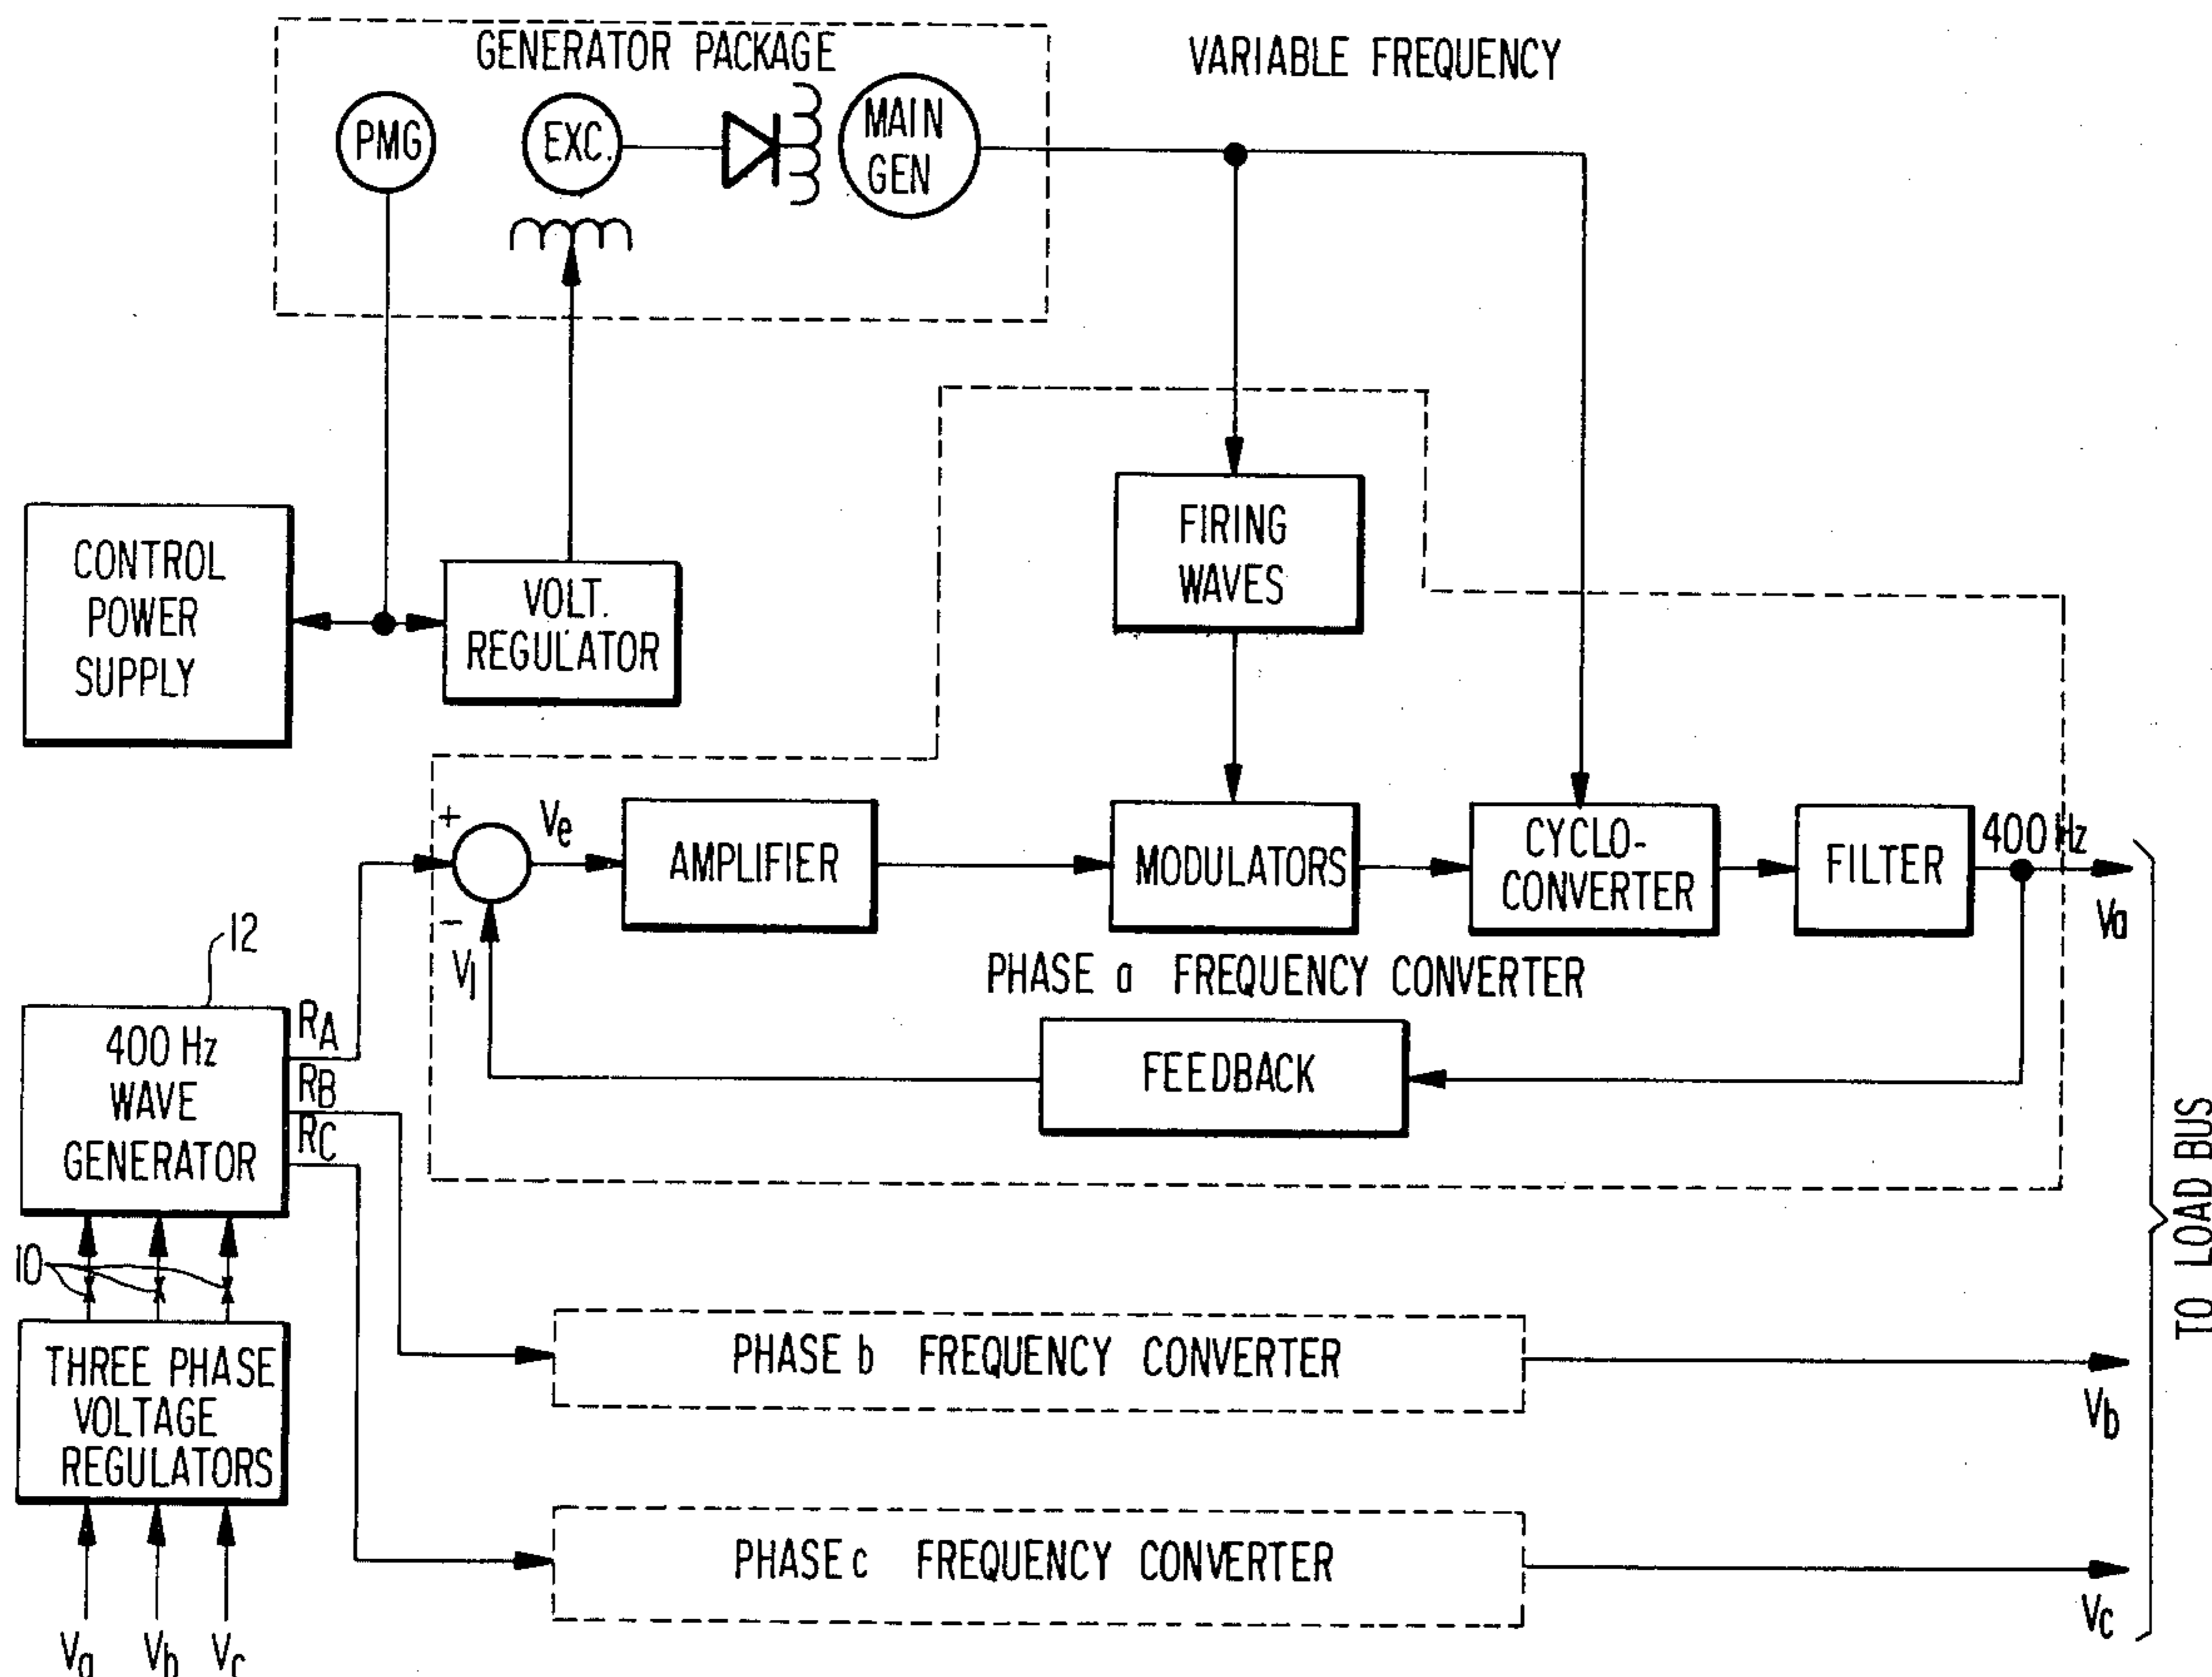 GENERATOR PACKAGE
VARIABLE FREQUENCY
PMG
EXC.
MAIN
GEN
CONTROL
POWER
SUPPLY
VOLT.
REGULATOR
FIRING
WAVES
+
Ve
AMPLIFIER
MODULATORS
CYCLO-
CONVERTER
FILTER
400 Hz
Va
−
V1
PHASE a FREQUENCY CONVERTER
12
400 Hz
WAVE
GENERATOR
RA
RB
RC
FEEDBACK
TO LOAD BUS
10
THREE PHASE
VOLTAGE
REGULATORS
PHASE b FREQUENCY CONVERTER
Vb
PHASE c FREQUENCY CONVERTER
Vc
Va Vb Vc